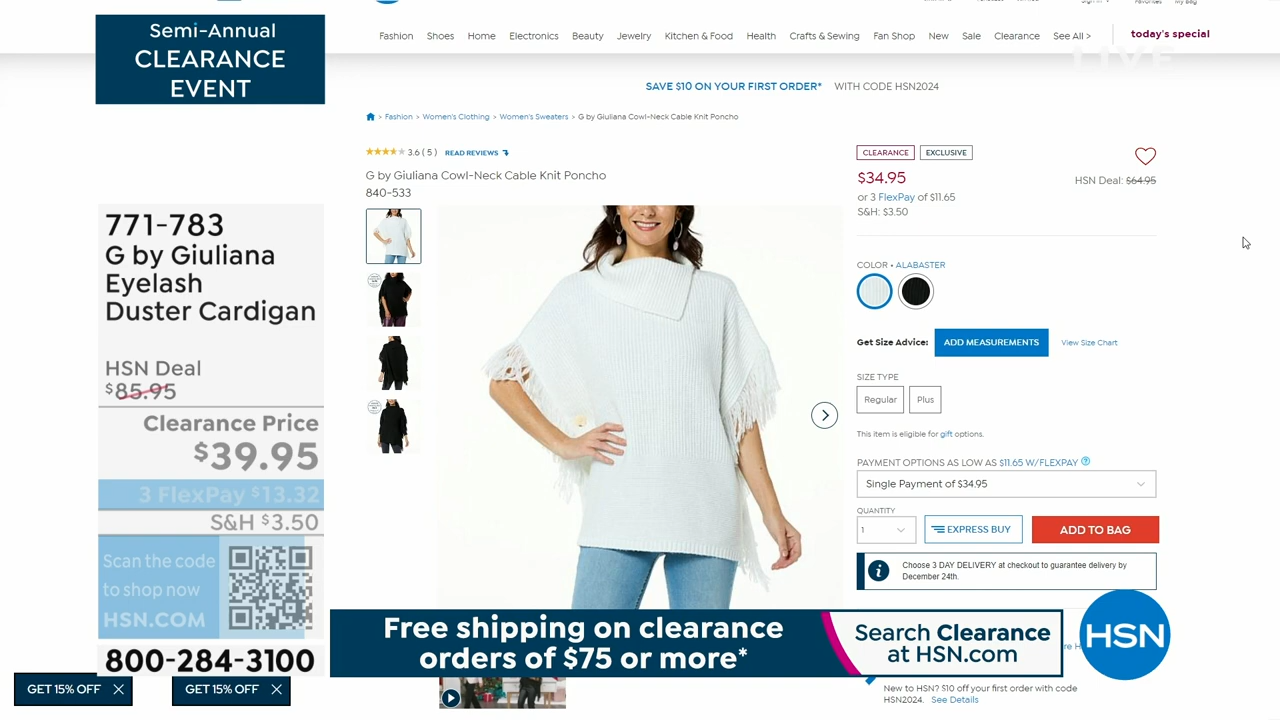 Semi-Annual
CLEARANCE
EVENT
Fashion Shoes Home Electronics Beauty Jewelry Kitchen & Food Health Crafts & Sewing Fan Shop New Sale Clearance See All > today's special
LIVE
SAVE $10 ON YOUR FIRST ORDER* WITH CODE HSN2024
> Fashion > Women's Clothing > Women's Sweaters > G by Giuliana Cowl-Neck Cable Knit Poncho
3.6 ( 5 ) READ REVIEWS
G by Giuliana Cowl-Neck Cable Knit Poncho
840-533
CLEARANCE EXCLUSIVE
$34.95
HSN Deal: $64.95
or 3 FlexPay of $11.65
S&H: $3.50
COLOR • ALABASTER
Get Size Advice: ADD MEASUREMENTS View Size Chart
SIZE TYPE
Regular Plus
This item is eligible for gift options.
PAYMENT OPTIONS AS LOW AS $11.65 W/FLEXPAY ?
Single Payment of $34.95
QUANTITY
1 EXPRESS BUY ADD TO BAG
i Choose 3 DAY DELIVERY at checkout to guarantee delivery by
December 24th.
771-783
G by Giuliana
Eyelash
Duster Cardigan
HSN Deal
$85.95
Clearance Price
$39.95
3 FlexPay $13.32
S&H $3.50
Scan the code
to shop now
HSN.COM
800-284-3100
GET 15% OFF GET 15% OFF
Free shipping on clearance
orders of $75 or more*
Search Clearance
at HSN.com
HSN
New to HSN? $10 off your first order with code
HSN2024. See Details